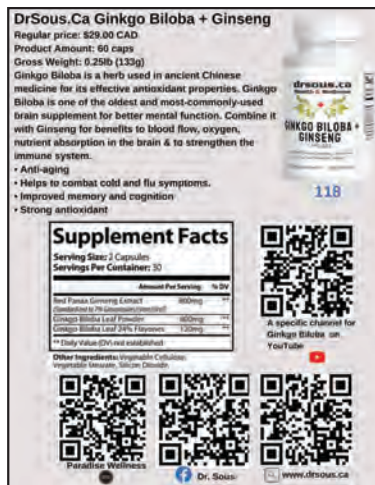 DrSous.Ca Ginkgo Biloba + Ginseng
Regular price: $29.00 CAD
Product Amount: 60 caps
Gross Weight: 0.25lb (133g)
Ginkgo Biloba is a herb used in ancient Chinese
medicine for its effective antioxidant properties. Ginkgo
Biloba is one of the oldest and most-commonly-used
brain supplement for better mental function. Combine it
with Ginseng for benefits to blood flow, oxygen,
nutrient absorption in the brain & to strengthen the
immune system.
• Anti-aging
• Helps to combat cold and flu symptoms.
• Improved memory and cognition
• Strong antioxidant
drsous.ca
Health & Wellness
GINKGO BILOBA +
GINSENG
118
Supplement Facts
Serving Size: 2 Capsules
Servings Per Container: 30
Amount Per Serving % DV
Red Panax Ginseng Extract 800mg **
Ginkgo Biloba Leaf Powder 600mg **
Ginkgo Biloba Leaf 24% Flavones 120mg **
** Daily Value (DV) not established
Other Ingredients: Vegetable Cellulose,
Vegetable Stearate, Silicon Dioxide.
A specific channel for
Ginkgo Biloba on
YouTube
Paradise Wellness
Dr. Sous
www.drsous.ca